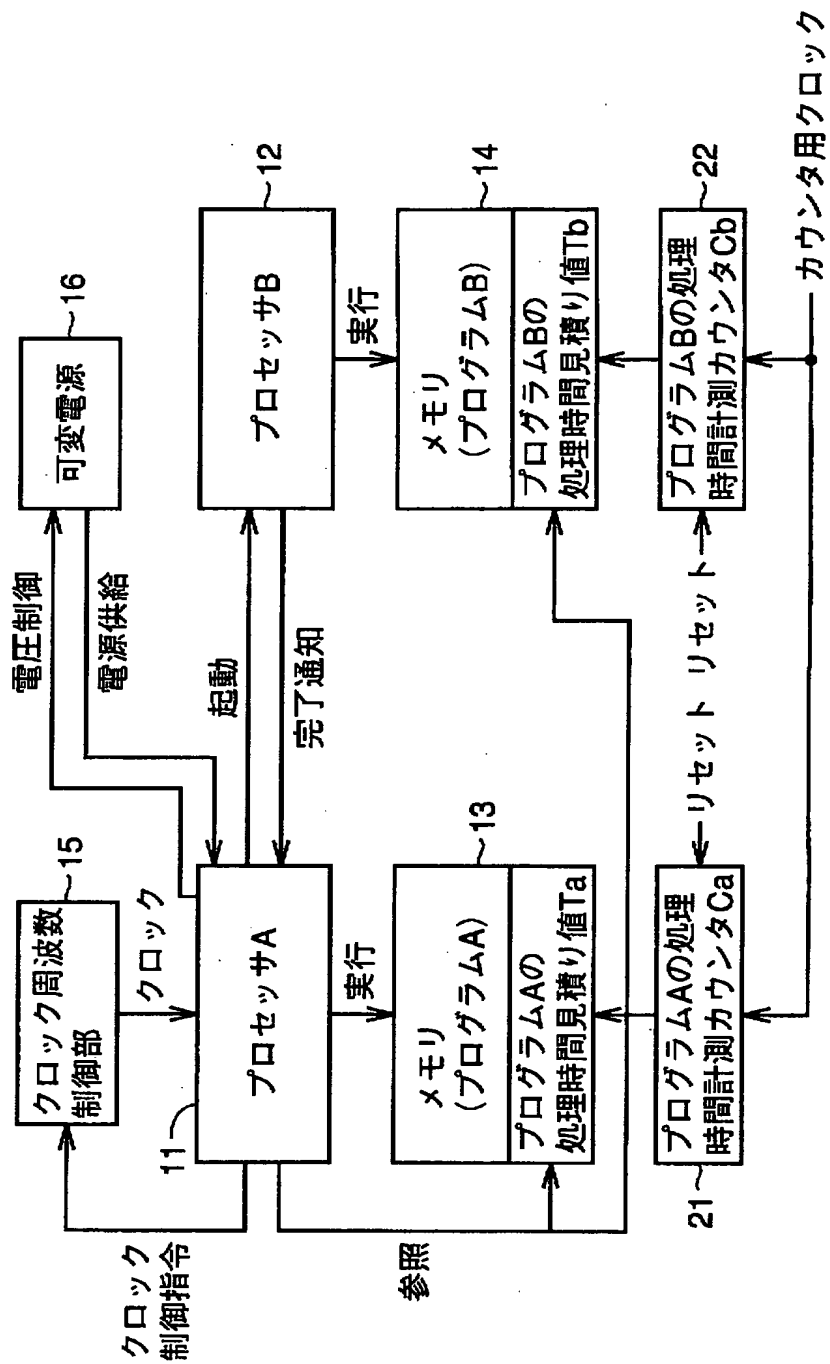 クロック
制御指令
クロック周波数
制御部
15
クロック
電圧制御
電源供給
可変電源
16
11
プロセッサA
起動
完了通知
プロセッサB
12
参照
実行
実行
メモリ
(プログラムA)
13
プログラムAの
処理時間見積り値Ta
メモリ
(プログラムB)
14
プログラムBの
処理時間見積り値Tb
21
プログラムAの処理
時間計測カウンタCa
リセット
リセット
プログラムBの処理
時間計測カウンタCb
22
カウンタ用クロック